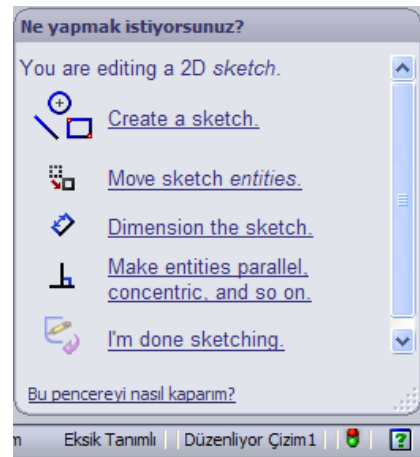 Ne yapmak istiyorsunuz?
You are editing a 2D sketch.
Create a sketch.
Move sketch entities.
Dimension the sketch.
Make entities parallel,
concentric, and so on.
I'm done sketching.
Bu pencereyi nasıl kaparım?
m Eksik Tanımlı Düzenliyor Çizim1 ?